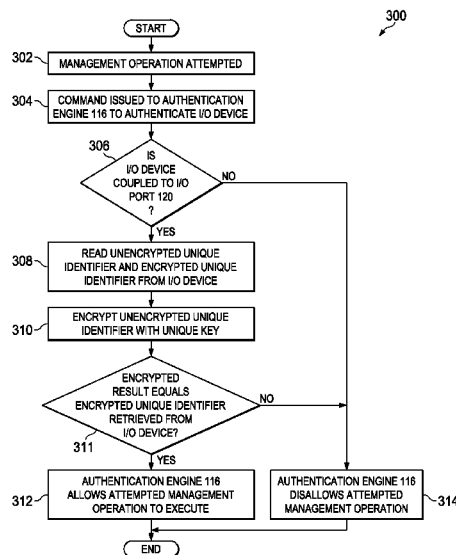 START
300
302
MANAGEMENT OPERATION ATTEMPTED
304
COMMAND ISSUED TO AUTHENTICATION
ENGINE 116 TO AUTHENTICATE I/O DEVICE
306
IS
I/O DEVICE
COUPLED TO I/O
PORT 120
?
NO
YES
308
READ UNENCRYPTED UNIQUE
IDENTIFIER AND ENCRYPTED UNIQUE
IDENTIFIER FROM I/O DEVICE
310
ENCRYPT UNENCRYPTED UNIQUE
IDENTIFIER WITH UNIQUE KEY
ENCRYPTED
RESULT EQUALS
ENCRYPTED UNIQUE IDENTIFIER
RETRIEVED FROM
I/O DEVICE?
NO
311
YES
312
AUTHENTICATION ENGINE 116
ALLOWS ATTEMPTED MANAGEMENT
OPERATION TO EXECUTE
AUTHENTICATION ENGINE 116
DISALLOWS ATTEMPTED
MANAGEMENT OPERATION
314
END